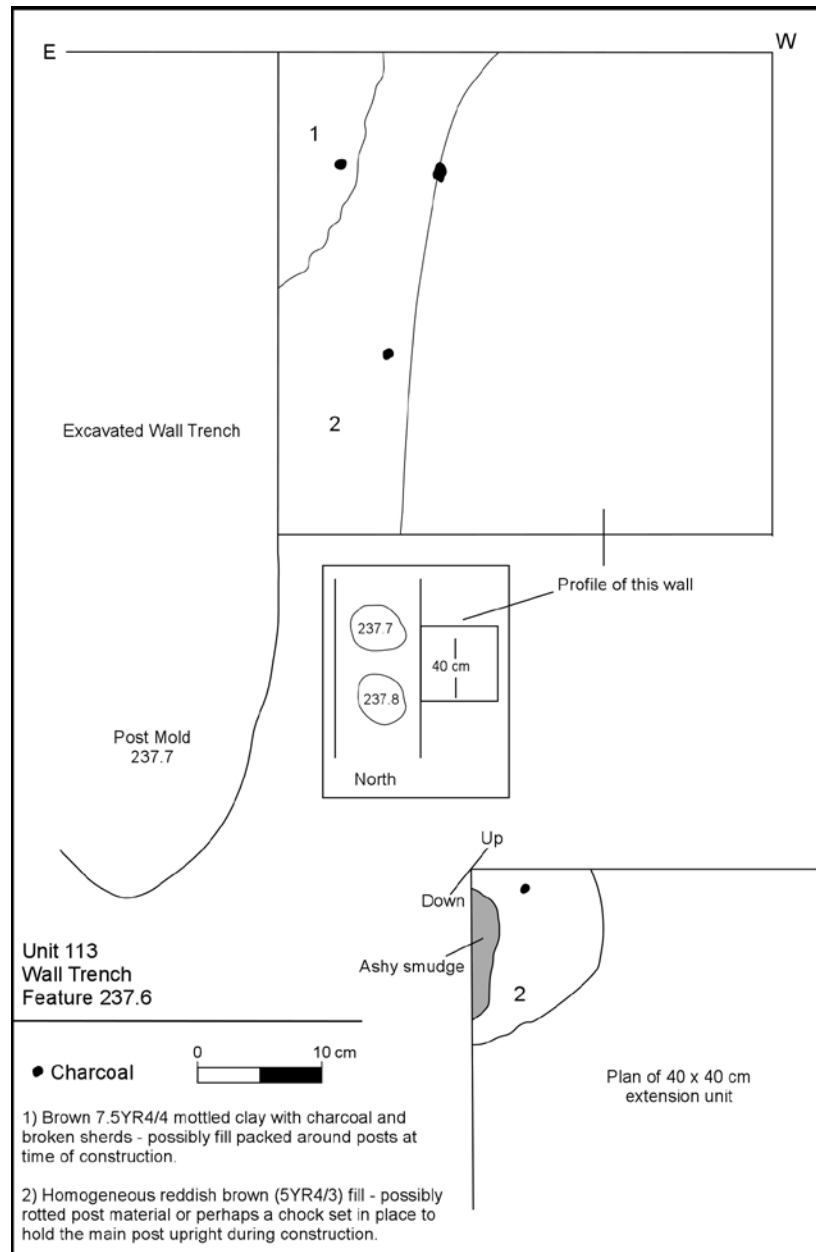 E
W
1
2
Excavated Wall Trench
Profile of this wall
237.7
40 cm
237.8
North
Post Mold
237.7
Up
Down
Ashy smudge
2
Unit 113
Wall Trench
Feature 237.6
Plan of 40 x 40 cm
extension unit
Charcoal
0
10 cm
1) Brown 7.5YR4/4 mottled clay with charcoal and
broken sherds - possibly fill packed around posts at
time of construction.
2) Homogeneous reddish brown (5YR4/3) fill - possibly
rotted post material or perhaps a chock set in place to
hold the main post upright during construction.